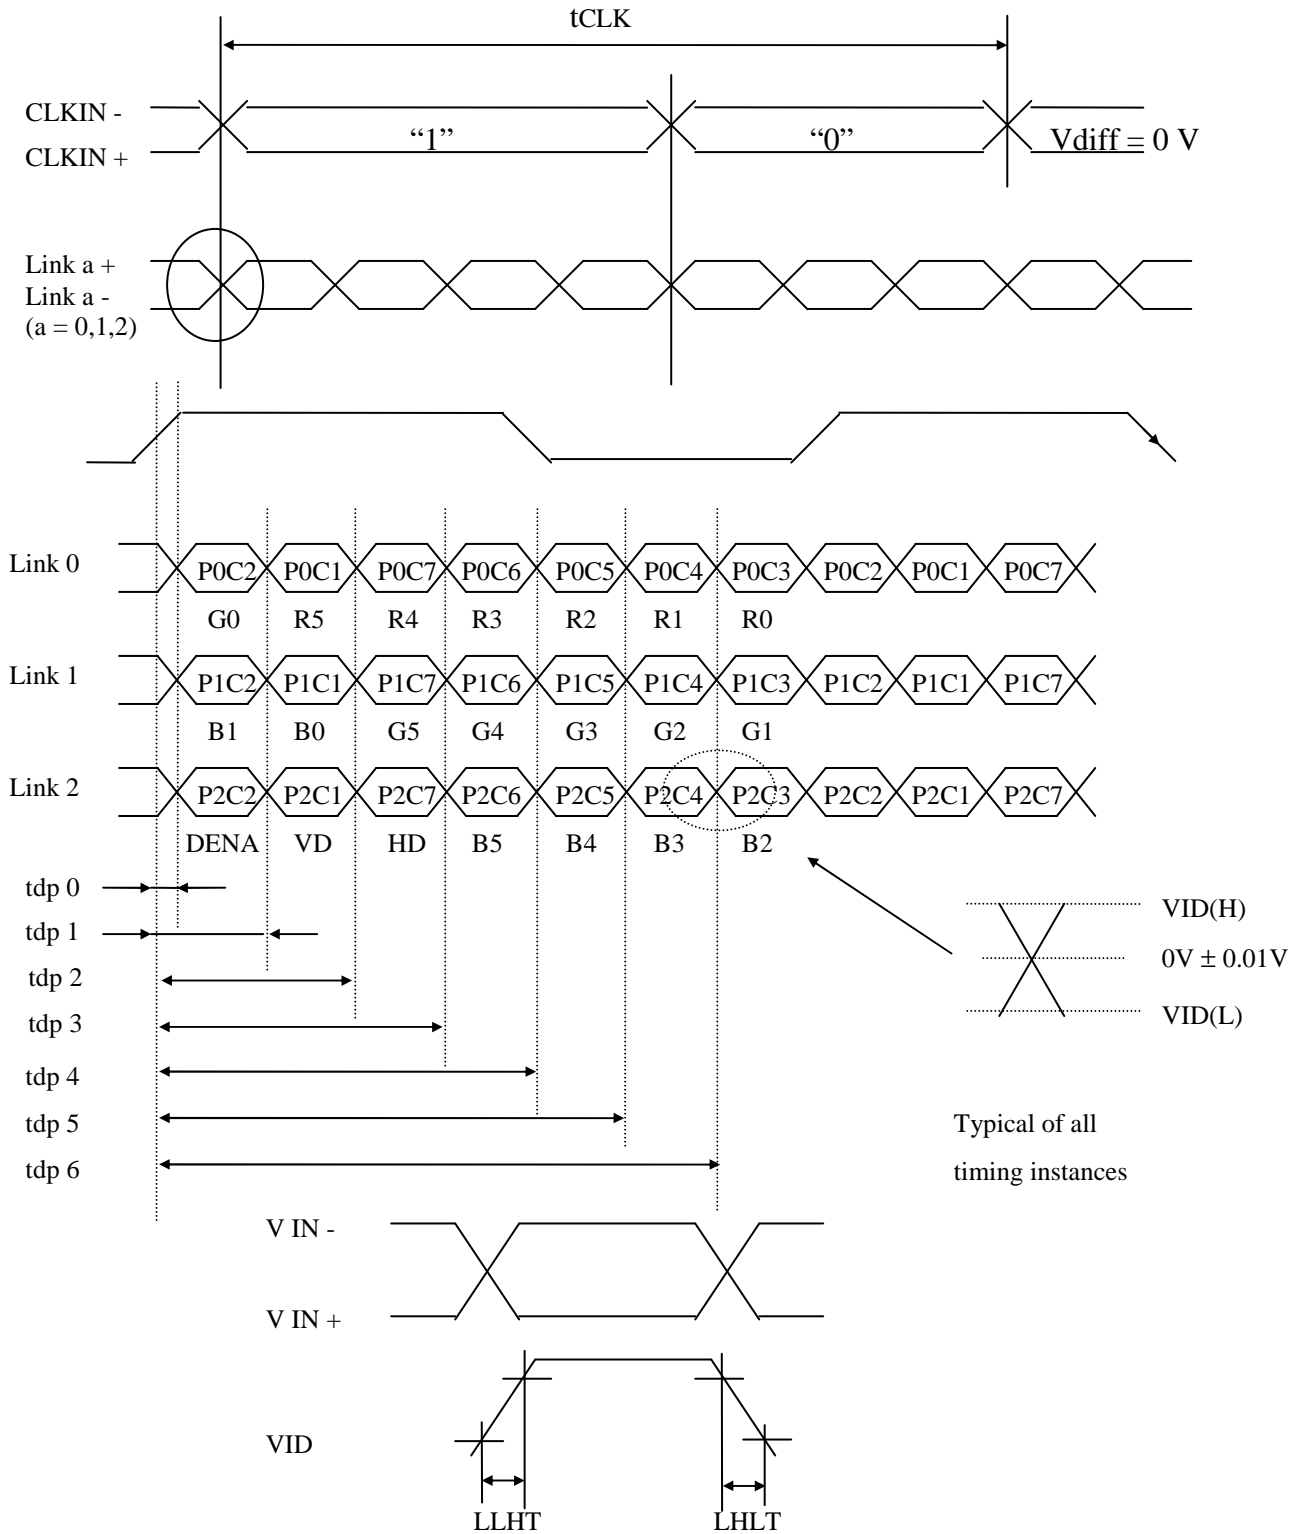 tCLK
CLKIN -
CLKIN +
“1” “0” Vdiff = 0 V
Link a +
Link a -
(a = 0,1,2)
Link 0 P0C2 P0C1 P0C7 P0C6 P0C5 P0C4 P0C3 P0C2 P0C1 P0C7
G0 R5 R4 R3 R2 R1 R0
Link 1 P1C2 P1C1 P1C7 P1C6 P1C5 P1C4 P1C3 P1C2 P1C1 P1C7
B1 B0 G5 G4 G3 G2 G1
Link 2 P2C2 P2C1 P2C7 P2C6 P2C5 P2C4 P2C3 P2C2 P2C1 P2C7
DENA VD HD B5 B4 B3 B2
tdp 0
tdp 1
tdp 2
tdp 3
tdp 4
tdp 5
tdp 6
VID(H)
0V ± 0.01V
VID(L)
Typical of all
timing instances
V IN -
V IN +
VID
LLHT LHLT